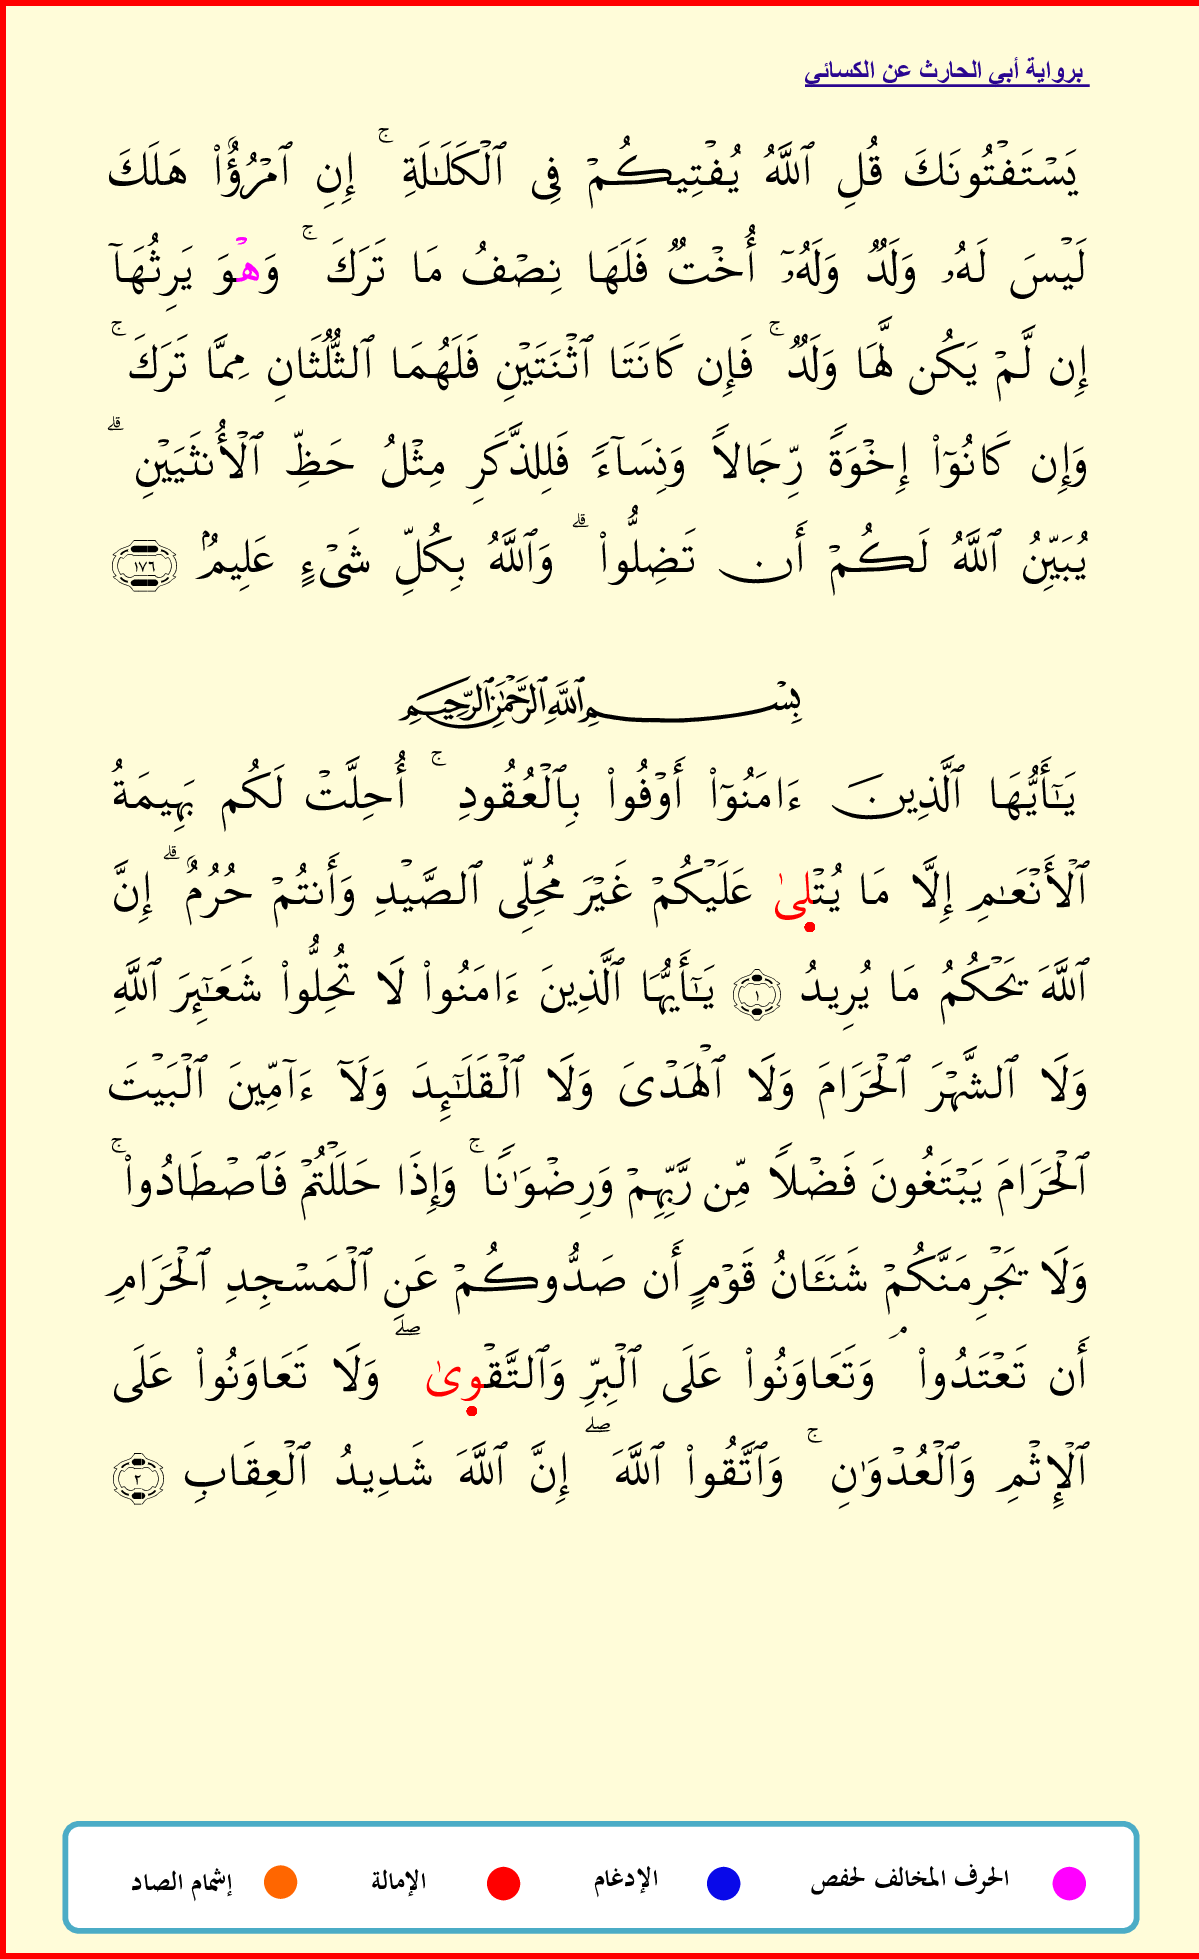 برواية أبي الحارث عن الكسائي
يَسۡتَفۡتُونَكَ قُلِ ٱللَّهُ يُفۡتِيكُمۡ فِى ٱلۡكَلَـٰلَةِ ۚ إِنِ ٱمۡرُؤٌاْ هَلَكَ
لَيۡسَ لَهُۥ وَلَدٌ وَلَهُۥٓ أُخۡتٌ فَلَهَا نِصۡفُ مَا تَرَكَ ۚ وَهۡوَ يَرِثُهَآ
إِن لَّمۡ يَكُن لَّهَا وَلَدٌ ۚ فَإِن كَانَتَا ٱثۡنَتَيۡنِ فَلَهُمَا ٱلثُّلُثَانِ مِمَّا تَرَكَ ۚ
وَإِن كَانُوٓاْ إِخۡوَةً رِّجَالاً وَنِسَآءً فَلِلذَّكَرِ مِثۡلُ حَظِّ ٱلۡأُنثَيَيۡنِ ۗ
يُبَيِّنُ ٱللَّهُ لَكُمۡ أَن تَضِلُّواْ ۗ وَٱللَّهُ بِكُلِّ شَىۡءٍ عَلِيمٌۢ ١٧٦
بِسۡمِ ٱللَّهِ ٱلرَّحۡمَـٰنِ ٱلرَّحِيمِ
يَـٰٓأَيُّهَا ٱلَّذِينَ ءَامَنُوٓاْ أَوۡفُواْ بِٱلۡعُقُودِ ۚ أُحِلَّتۡ لَكُم بَهِيمَةُ
ٱلۡأَنۡعَـٰمِ إِلَّا مَا يُتۡلِىٰ عَلَيۡكُمۡ غَيۡرَ مُحِلِّى ٱلصَّيۡدِ وَأَنتُمۡ حُرُمٌ ۗ إِنَّ
ٱللَّهَ يَحۡكُمُ مَا يُرِيدُ ١ يَـٰٓأَيُّهَا ٱلَّذِينَ ءَامَنُواْ لَا تُحِلُّواْ شَعَـٰٓئِرَ ٱللَّهِ
وَلَا ٱلشَّهۡرَ ٱلۡحَرَامَ وَلَا ٱلۡهَدۡىَ وَلَا ٱلۡقَلَـٰٓئِدَ وَلَآ ءَآمِّينَ ٱلۡبَيۡتَ
ٱلۡحَرَامَ يَبۡتَغُونَ فَضۡلاً مِّن رَّبِّهِمۡ وَرِضۡوَٰنًا ۚ وَإِذَا حَلَلۡتُمۡ فَٱصۡطَادُواْ ۚ
وَلَا يَجۡرِمَنَّكُمۡ شَنَـَٔانُ قَوۡمٍ أَن صَدُّوكُمۡ عَنِ ٱلۡمَسۡجِدِ ٱلۡحَرَامِ
أَن تَعۡتَدُواْ ۘ وَتَعَاوَنُواْ عَلَى ٱلۡبِرِّ وَٱلتَّقۡوِىٰ ۖ وَلَا تَعَاوَنُواْ عَلَى
ٱلۡإِثۡمِ وَٱلۡعُدۡوَٰنِ ۚ وَٱتَّقُواْ ٱللَّهَ ۖ إِنَّ ٱللَّهَ شَدِيدُ ٱلۡعِقَابِ ٢
الحرف المخالف لحفص الإدغام الإمالة إشمام الصاد